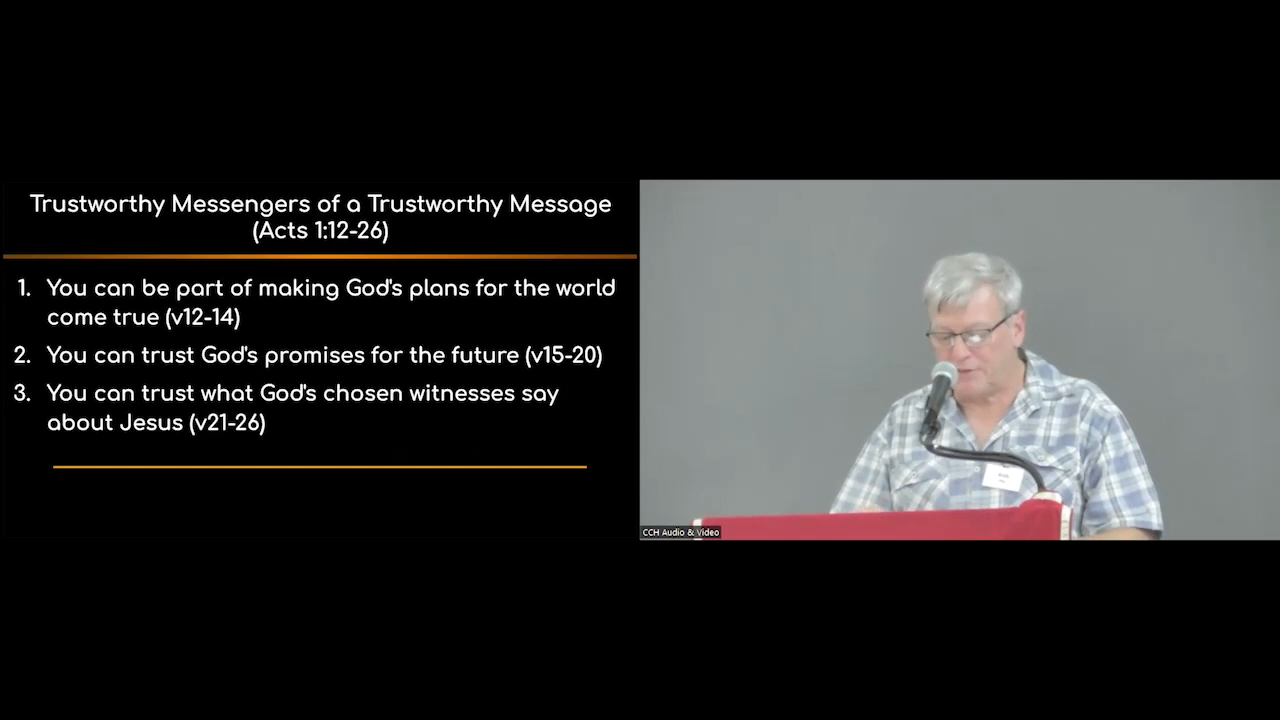 Trustworthy Messengers of a Trustworthy Message
(Acts 1:12-26)
1. You can be part of making God's plans for the world
come true (v12-14)
2. You can trust God's promises for the future (v15-20)
3. You can trust what God's chosen witnesses say
about Jesus (v21-26)
CCH Audio & Video